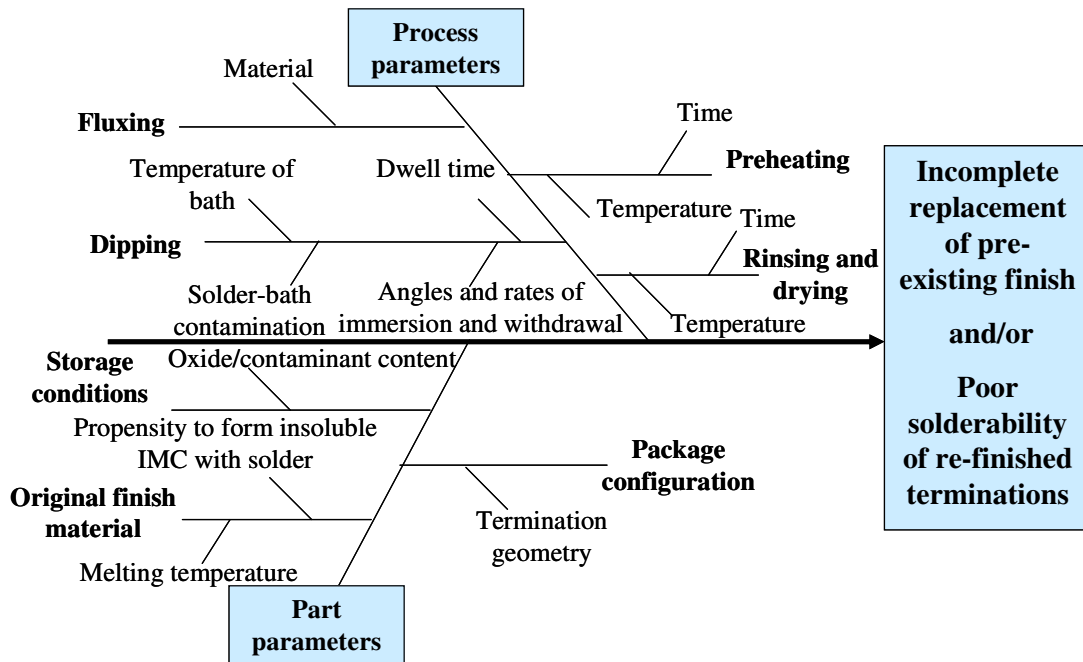 Process
parameters
Material
Fluxing
Time
Preheating
Temperature of
bath
Dwell time
Temperature
Time
Dipping
Rinsing and
drying
Solder-bath
contamination
Angles and rates of
immersion and withdrawal
Temperature
Incomplete
replacement
of pre-
existing finish
and/or
Poor
solderability
of re-finished
terminations
Storage
conditions
Oxide/contaminant content
Propensity to form insoluble
IMC with solder
Package
configuration
Original finish
material
Termination
geometry
Melting temperature
Part
parameters